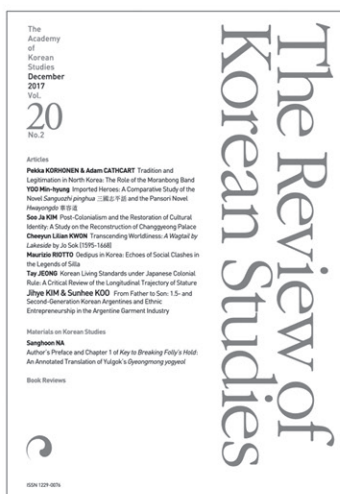 The
Academy
of
Korean
Studies
December
2017
Vol.
20
No.2
The Review of
Korean Studies
Articles
Pekka KORHONEN & Adam CATHCART Tradition and
Legitimation in North Korea: The Role of the Moranbong Band
YOO Min-hyung Imported Heroes: A Comparative Study of the
Novel Sanguozhi pinghua 三國志平話 and the Pansori Novel
Hwayongdo 華容道
Soo Ja KIM Post-Colonialism and the Restoration of Cultural
Identity: A Study on the Reconstruction of Changgyeong Palace
Cheeyun Lilian KWON Transcending Worldliness: A Wagtail by
Lakeside by Jo Sok (1595-1668)
Maurizio RIOTTO Oedipus in Korea: Echoes of Social Clashes in
the Legends of Silla
Tay JEONG Korean Living Standards under Japanese Colonial
Rule: A Critical Review of the Longitudinal Trajectory of Stature
Jihye KIM & Sunhee KOO From Father to Son: 1.5- and
Second-Generation Korean Argentines and Ethnic
Entrepreneurship in the Argentine Garment Industry
Materials on Korean Studies
Sanghoon NA
Author's Preface and Chapter 1 of Key to Breaking Folly's Hold:
An Annotated Translation of Yulgok's Gyeongmong yogyeol
Book Reviews
ISSN 1229-0076